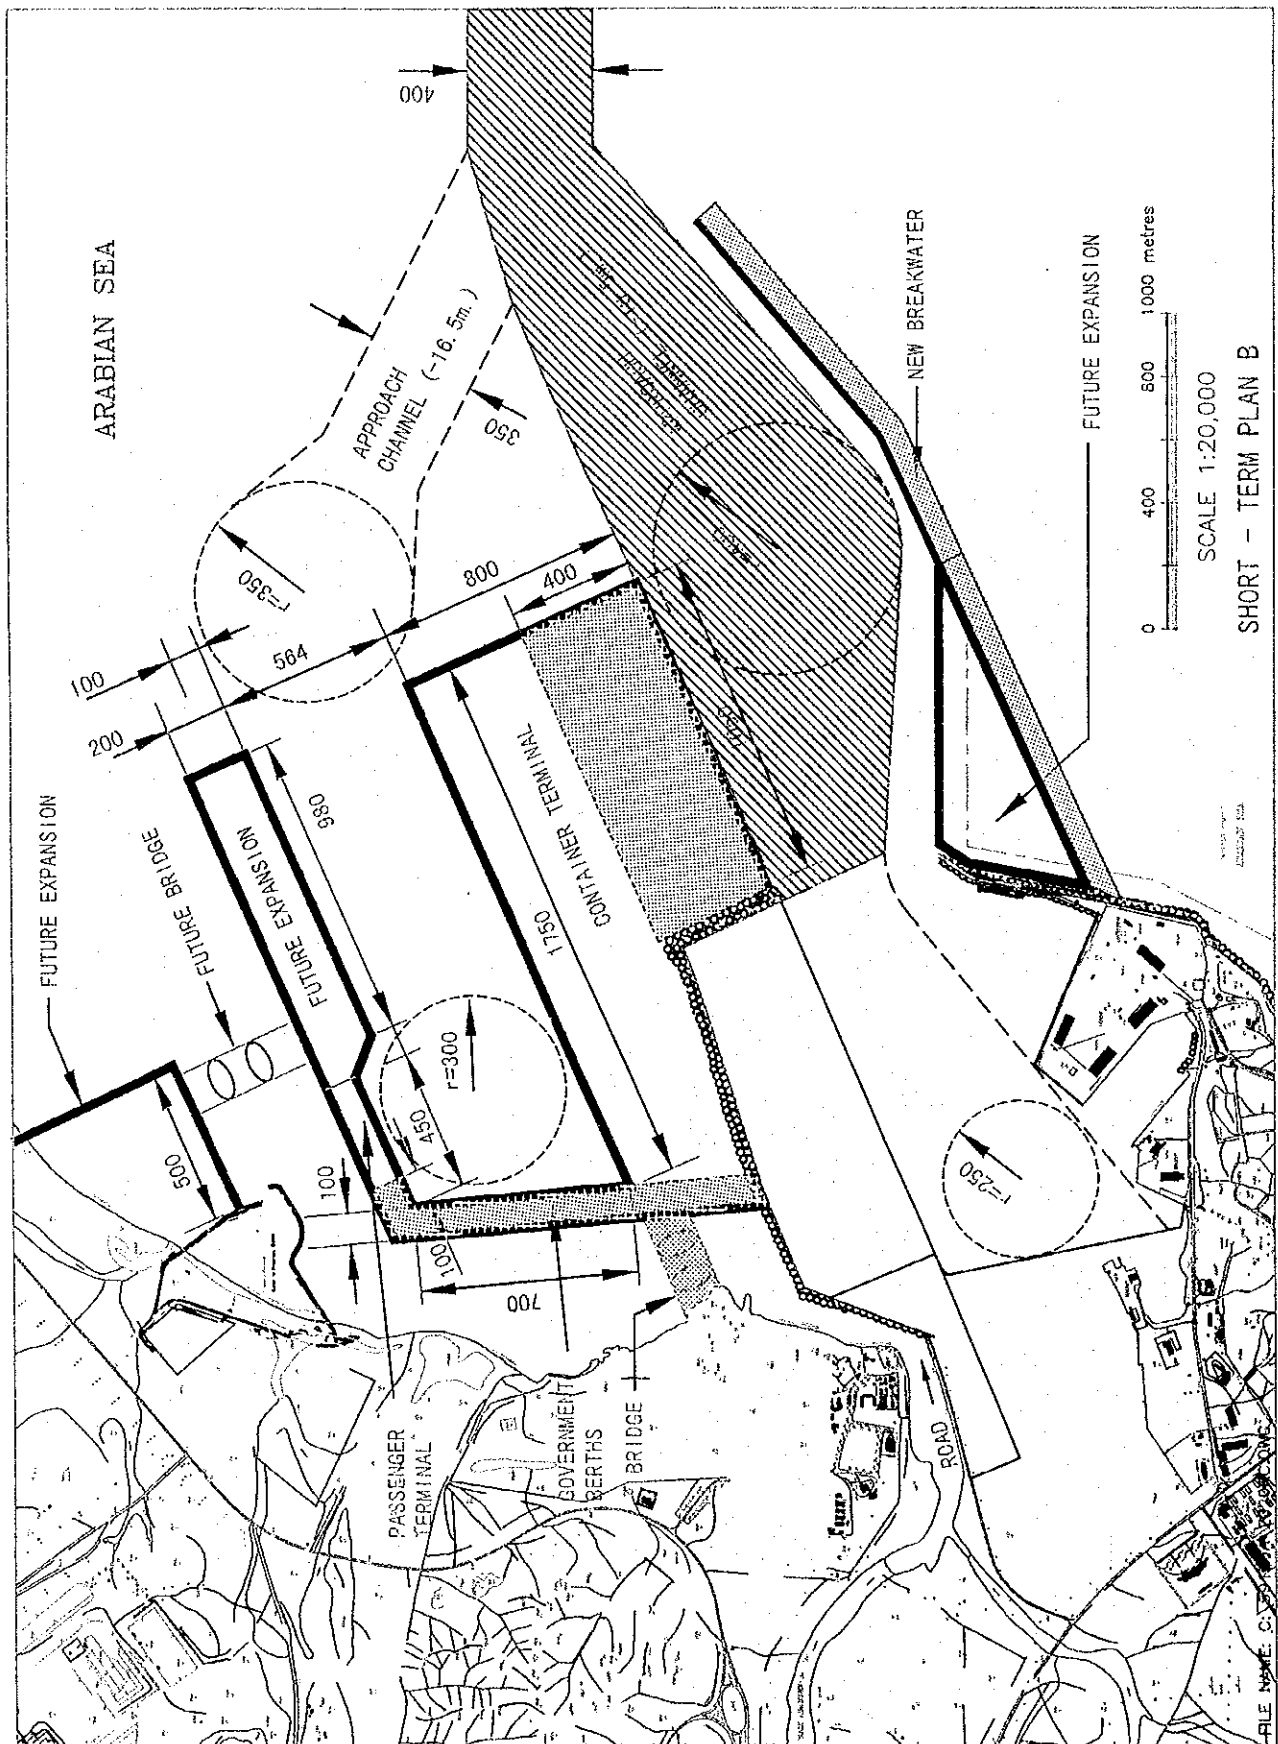 ARABIAN SEA
400
APPROACH
CHANNEL (-16.5m.)
350
r=350
100
200
564
800
400
FUTURE EXPANSION
FUTURE BRIDGE
FUTURE EXPANSION
980
1750
CONTAINER TERMINAL
r=300
450
500
100
100
700
PASSENGER
TERMINAL
GOVERNMENT
BERTHS
BRIDGE
ROAD
r=250
NEW BREAKWATER
FUTURE EXPANSION
0 400 800 1000 metres
SCALE 1:20,000
SHORT - TERM PLAN B
FILE NAME: